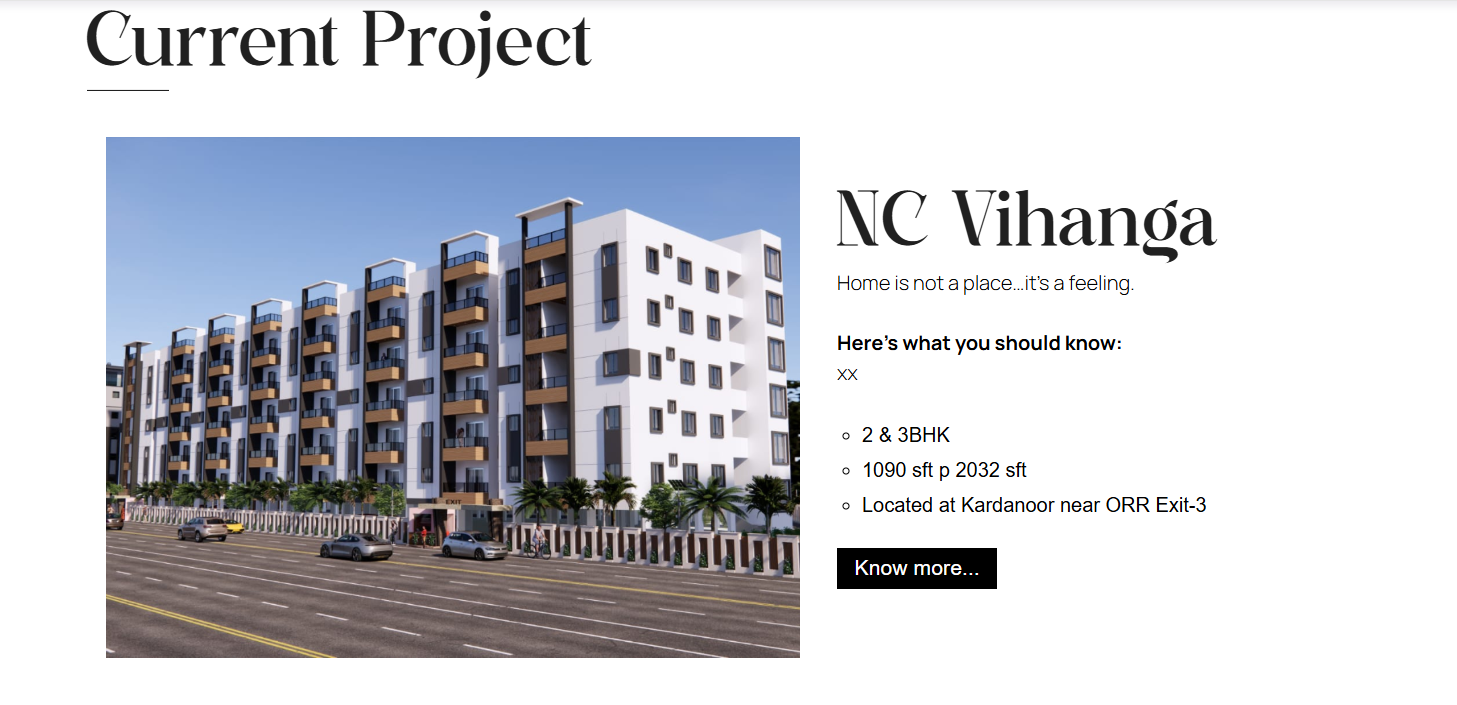 Current Project
NC Vihanga
Home is not a place...it's a feeling.
Here's what you should know:
xx
2 & 3BHK
1090 sft p 2032 sft
Located at Kardanoor near ORR Exit-3
Know more...
EXIT